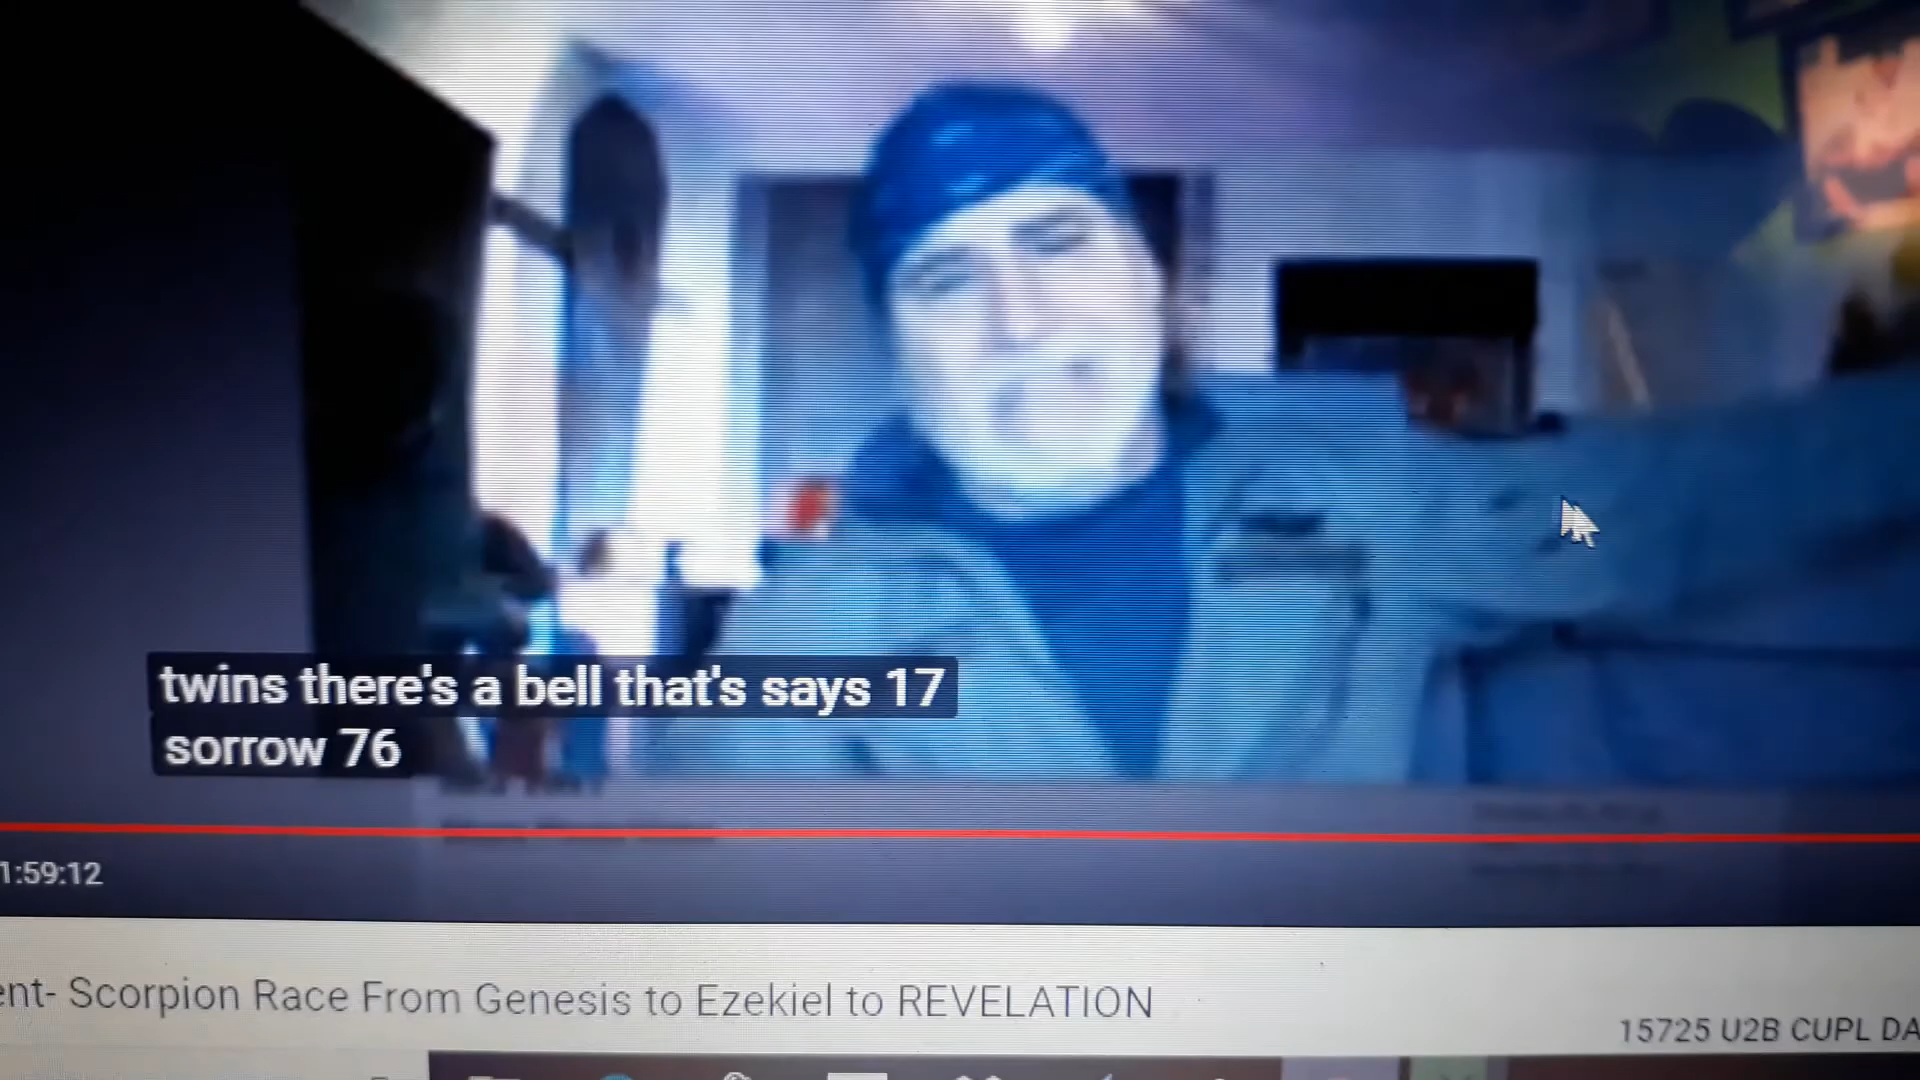 twins there's a bell that's says 17
sorrow 76
1:59:12
ent- Scorpion Race From Genesis to Ezekiel to REVELATION
15725 U2B CUPL DA